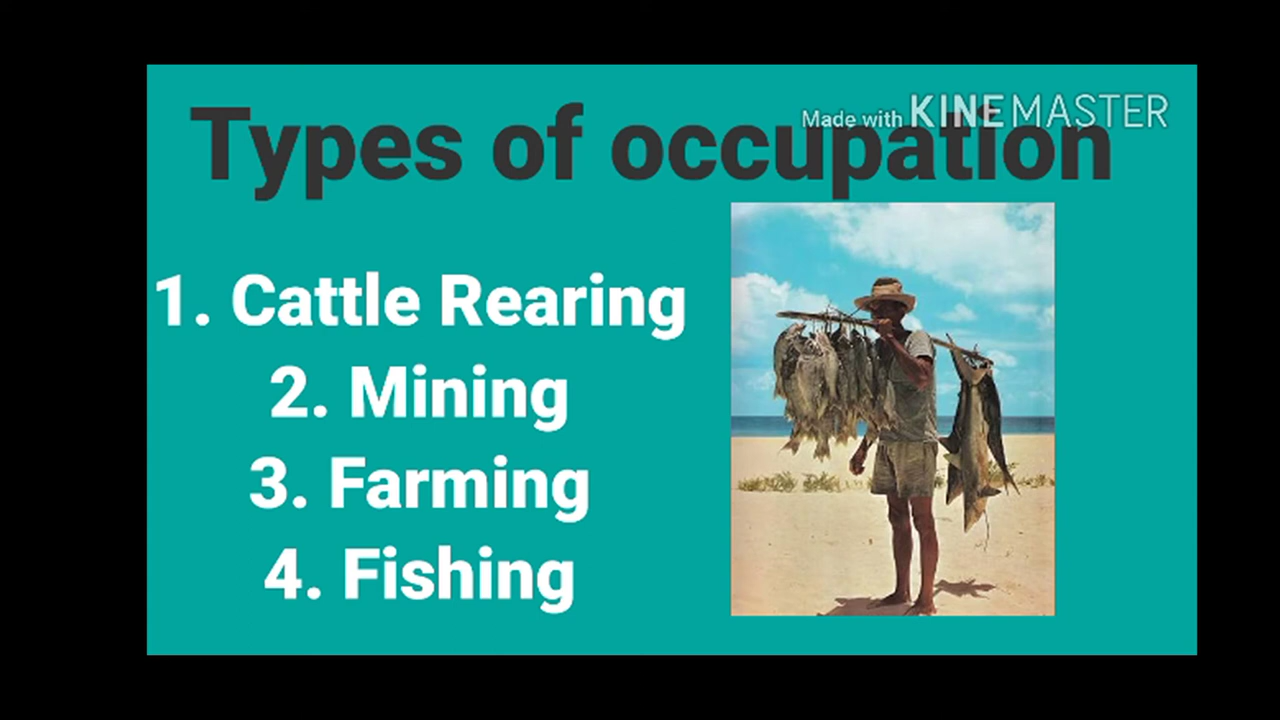 Made with KINEMASTER
Types of occupation
1. Cattle Rearing
2. Mining
3. Farming
4. Fishing